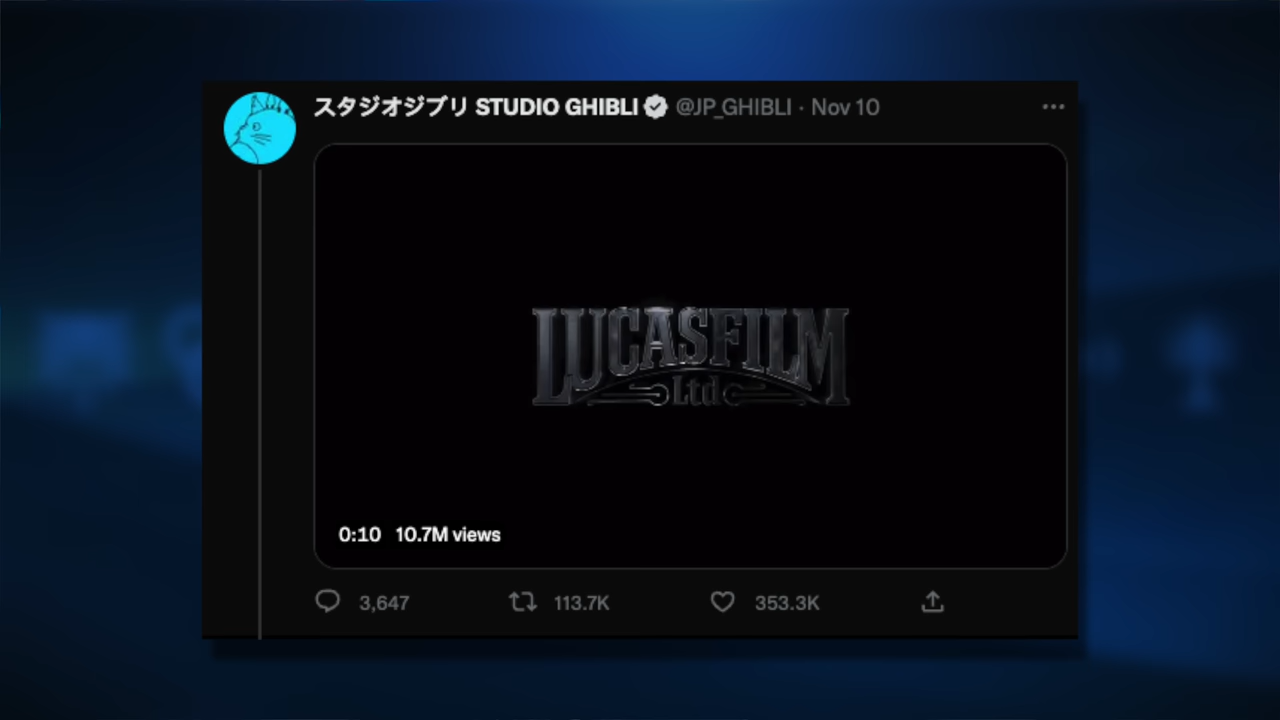 スタジオジブリ STUDIO GHIBLI @JP_GHIBLI · Nov 10
LUCASFILM
Ltd
0:10 10.7M views
3,647 113.7K 353.3K